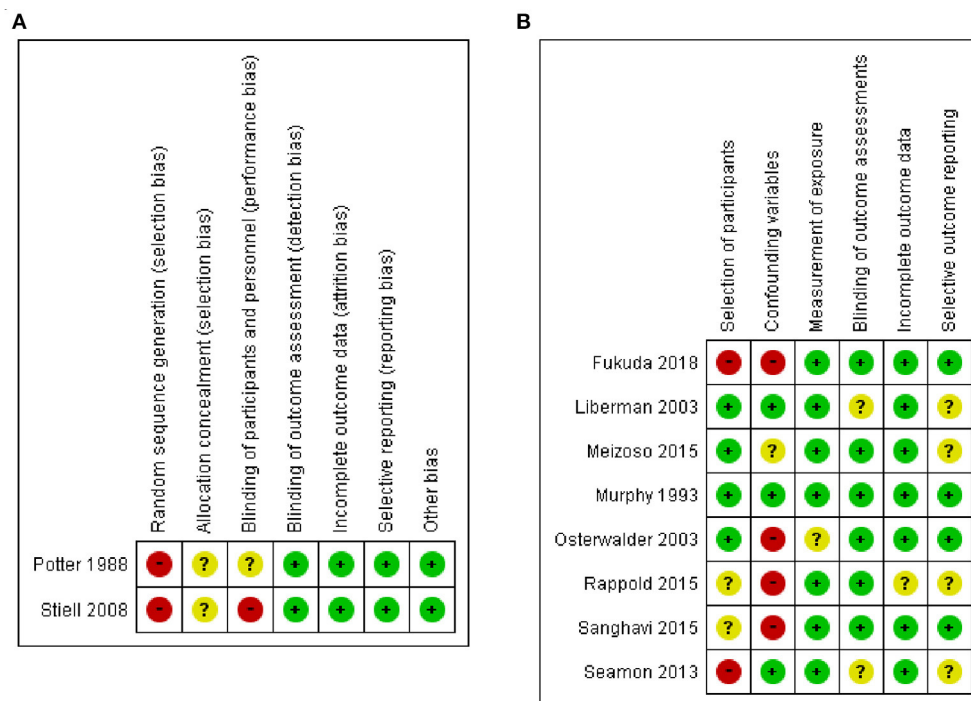 A
Random sequence generation (selection bias)
Allocation concealment (selection bias)
Blinding of participants and personnel (performance bias)
Blinding of outcome assessment (detection bias)
Incomplete outcome data (attrition bias)
Selective reporting (reporting bias)
Other bias
Potter 1988 - ? ? + + + +
Stiell 2008 - ? - + + + +
B
Selection of participants
Confounding variables
Measurement of exposure
Blinding of outcome assessments
Incomplete outcome data
Selective outcome reporting
Fukuda 2018 - - + + + +
Liberman 2003 + + + ? + ?
Meizoso 2015 + ? + + + ?
Murphy 1993 + + + + + +
Osterwalder 2003 + - ? + + +
Rappold 2015 ? - + + ? ?
Sanghavi 2015 ? - + + + +
Seamon 2013 - + + ? + ?